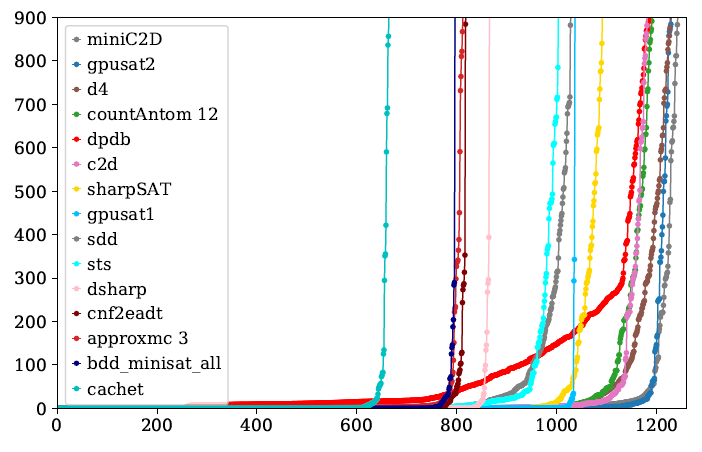 900
800
700
600
500
400
300
200
100
0
miniC2D
gpusat2
d4
countAntom 12
dpdb
c2d
sharpSAT
gpusat1
sdd
sts
dsharp
cnf2eadt
approxmc 3
bdd_minisat_all
cachet
0 200 400 600 800 1000 1200